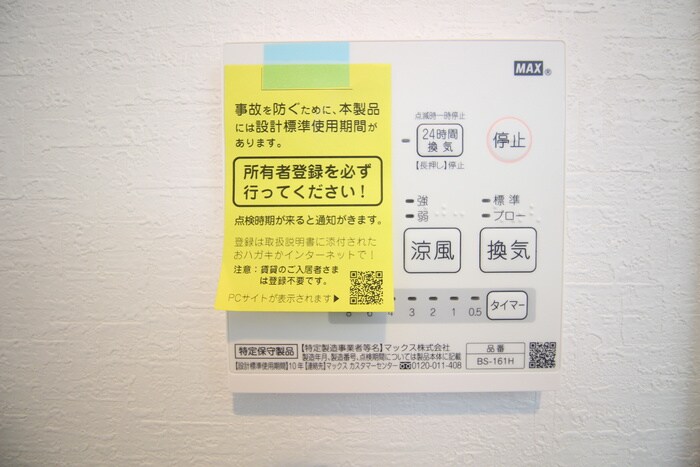 MAX®
事故を防ぐために、本製品
には設計標準使用期間が
あります。
所有者登録を必ず
行ってください!
点検時期が来ると通知がきます。
登録は取扱説明書に添付された
おハガキかインターネットで!
注意：賃貸のご入居者さま
は登録不要です。
PCサイトが表示されます▶
点滅時一時停止
24時間
換気
【長押し】停止
停止
強
弱
標準
ブロー
涼風
換気
3 2 1 0.5
タイマー
特定保守製品
【特定製造事業者等名】マックス株式会社
製造年月、製造番号、点検期間については製品本体に記載
【設計標準使用期間】10年【連絡先】マックス カスタマーセンター 0120-011-408
品番
BS-161H